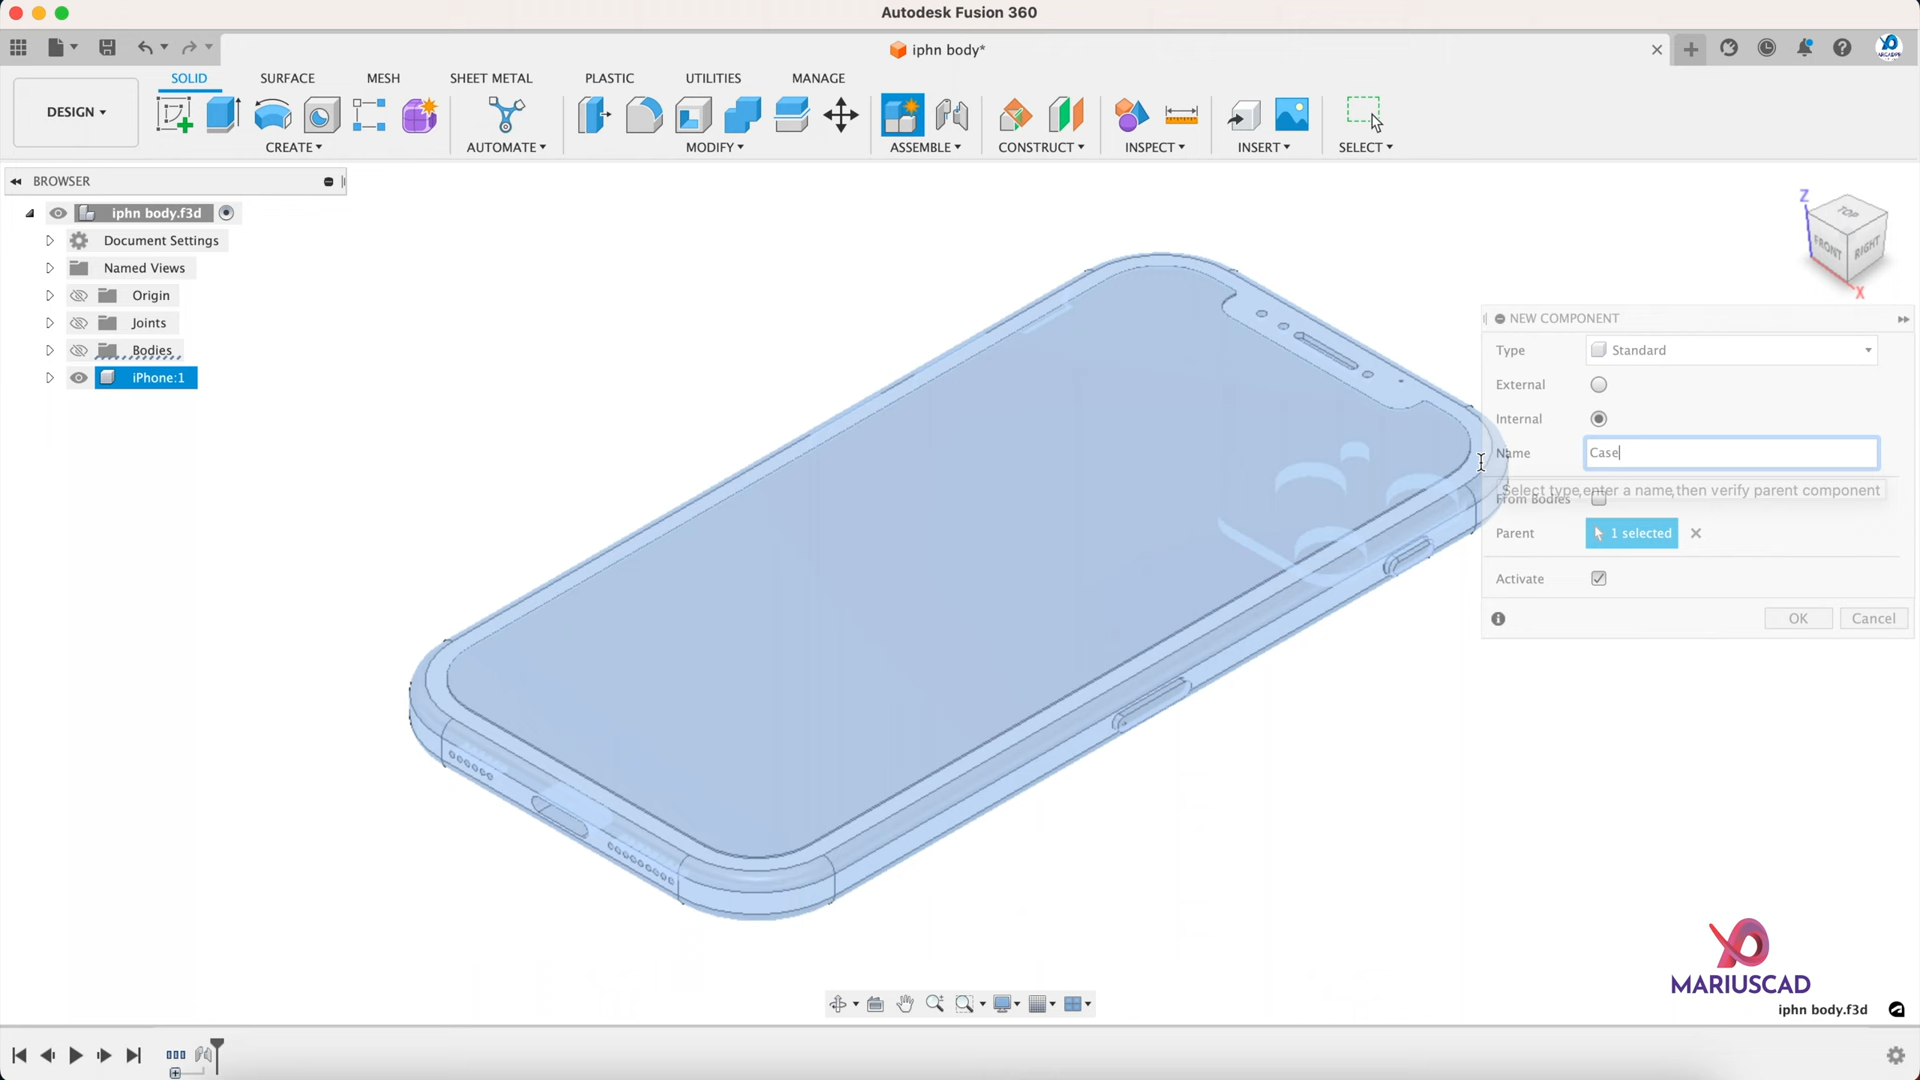 Autodesk Fusion 360
iphn body*
DESIGN
SOLID
SURFACE
MESH
SHEET METAL
PLASTIC
UTILITIES
MANAGE
CREATE
AUTOMATE
MODIFY
ASSEMBLE
CONSTRUCT
INSPECT
INSERT
SELECT
BROWSER
iphn body.f3d
Document Settings
Named Views
Origin
Joints
Bodies
iPhone:1
Z
TOP
FRONT
RIGHT
X
NEW COMPONENT
Type Standard
External
Internal
Name Case
Select type,enter a name,then verify parent component
From Bodies
Parent 1 selected
Activate
OK Cancel
MARIUSCAD
iphn body.f3d